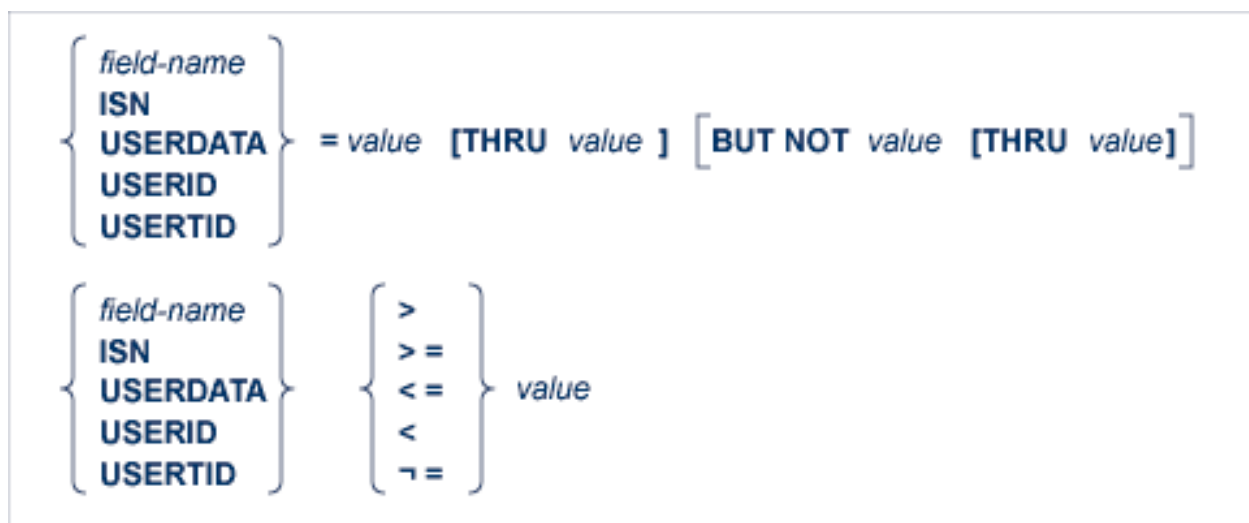 field-name
ISN
USERDATA = value [THRU value ] [BUT NOT value [THRU value]]
USERID
USERTID
field-name >
ISN > =
USERDATA < = value
USERID <
USERTID ¬ =